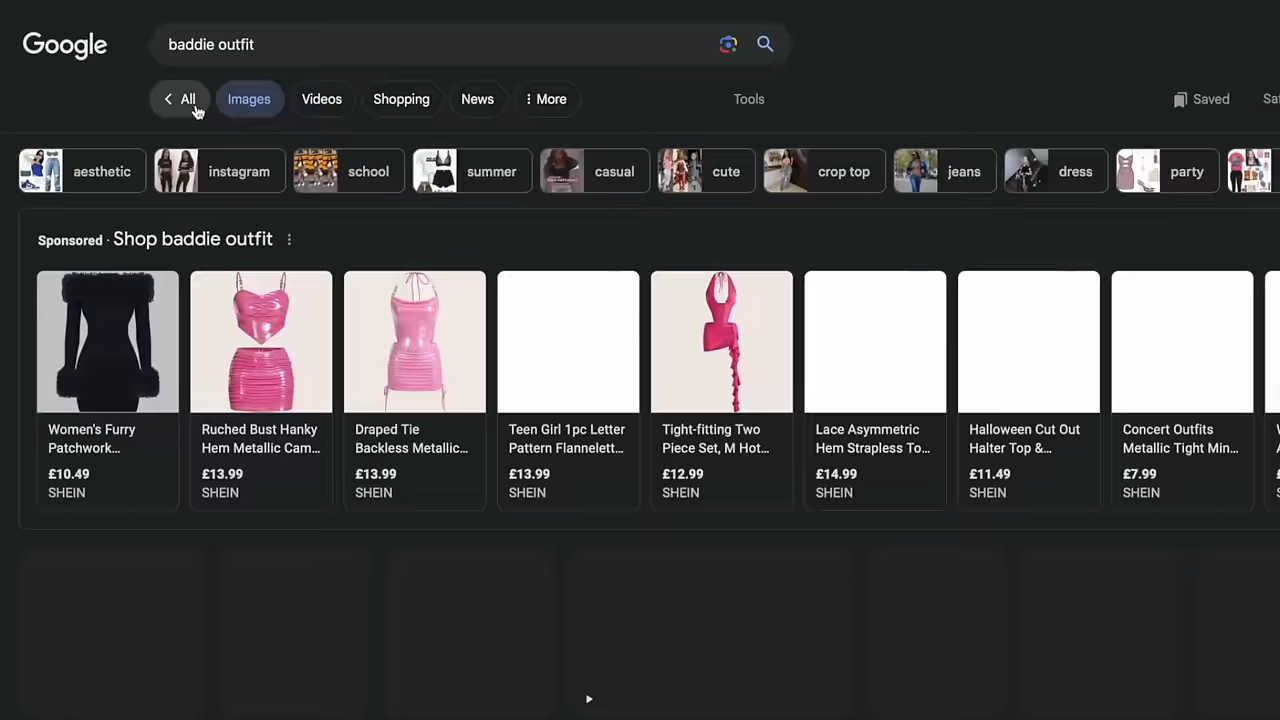 Google
baddie outfit
All
Images
Videos
Shopping
News
More
Tools
Saved
aesthetic
instagram
school
summer
casual
cute
crop top
jeans
dress
party
Sponsored · Shop baddie outfit
Women's Furry
Patchwork...
£10.49
SHEIN
Ruched Bust Hanky
Hem Metallic Cam...
£13.99
SHEIN
Draped Tie
Backless Metallic...
£13.99
SHEIN
Teen Girl 1pc Letter
Pattern Flannelett...
£13.99
SHEIN
Tight-fitting Two
Piece Set, M Hot...
£12.99
SHEIN
Lace Asymmetric
Hem Strapless To...
£14.99
SHEIN
Halloween Cut Out
Halter Top &...
£11.49
SHEIN
Concert Outfits
Metallic Tight Min...
£7.99
SHEIN